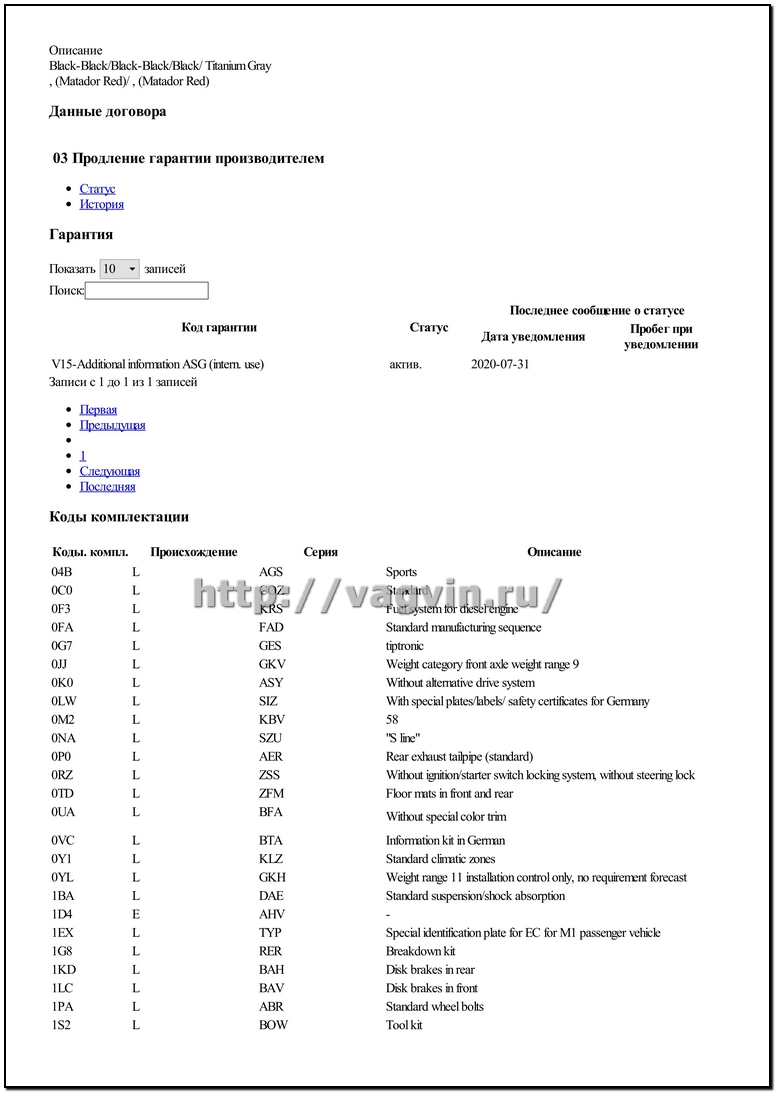 Описание
Black-Black/Black-Black/Black/ Titanium Gray
, (Matador Red)/ , (Matador Red)
Данные договора
03 Продление гарантии производителем
Статус
История
Гарантия
Показать 10 записей
Поиск:
Последнее сообщение о статусе
Код гарантии Статус Дата уведомления Пробег при уведомлении
V15-Additional information ASG (intern. use) актив. 2020-07-31
Записи с 1 до 1 из 1 записей
Первая
Предыдущая
1
Следующая
Последняя
Коды комплектации
Коды. компл. Происхождение Серия Описание
04B L AGS Sports
0C0 L COZ Standard
http://vagvin.ru/
0F3 L KRS Fuel system for diesel engine
0FA L FAD Standard manufacturing sequence
0G7 L GES tiptronic
0JJ L GKV Weight category front axle weight range 9
0K0 L ASY Without alternative drive system
0LW L SIZ With special plates/labels/ safety certificates for Germany
0M2 L KBV 58
0NA L SZU "S line"
0P0 L AER Rear exhaust tailpipe (standard)
0RZ L ZSS Without ignition/starter switch locking system, without steering lock
0TD L ZFM Floor mats in front and rear
0UA L BFA Without special color trim
0VC L BTA Information kit in German
0Y1 L KLZ Standard climatic zones
0YL L GKH Weight range 11 installation control only, no requirement forecast
1BA L DAE Standard suspension/shock absorption
1D4 E AHV -
1EX L TYP Special identification plate for EC for M1 passenger vehicle
1G8 L RER Breakdown kit
1KD L BAH Disk brakes in rear
1LC L BAV Disk brakes in front
1PA L ABR Standard wheel bolts
1S2 L BOW Tool kit